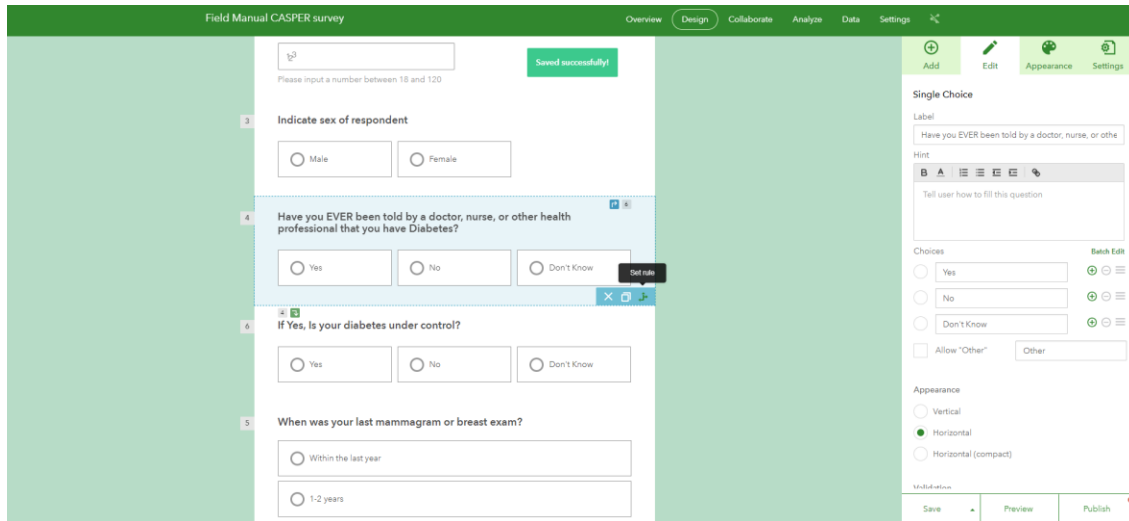 Field Manual CASPER survey
Overview Design Collaborate Analyze Data Settings
123
Saved successfully!
Please input a number between 18 and 120
3 Indicate sex of respondent
Male Female
6
4 Have you EVER been told by a doctor, nurse, or other health
professional that you have Diabetes?
Yes No Don't Know
Set rule
4
6 If Yes, Is your diabetes under control?
Yes No Don't Know
5 When was your last mammagram or breast exam?
Within the last year
1-2 years
Add Edit Appearance Settings
Single Choice
Label
Have you EVER been told by a doctor, nurse, or othe
Hint
B A
Tell user how to fill this question
Choices Batch Edit
Yes
No
Don't Know
Allow "Other" Other
Appearance
Vertical
Horizontal
Horizontal (compact)
Validation
Save Preview Publish